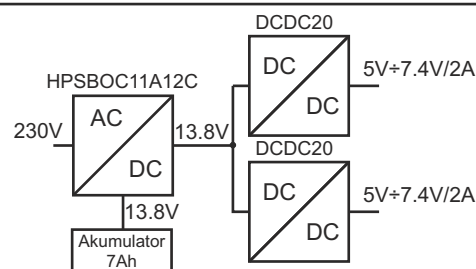 DCDC20
DC
DC
5V÷7.4V/2A
HPSBOC11A12C
AC
DC
230V
13.8V
13.8V
Akumulator
7Ah
DCDC20
DC
DC
5V÷7.4V/2A